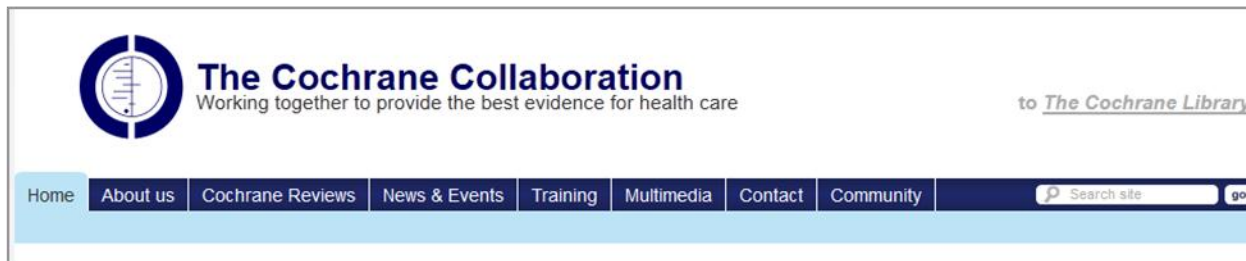 The Cochrane Collaboration
Working together to provide the best evidence for health care
to The Cochrane Library
Home About us Cochrane Reviews News & Events Training Multimedia Contact Community Search site go